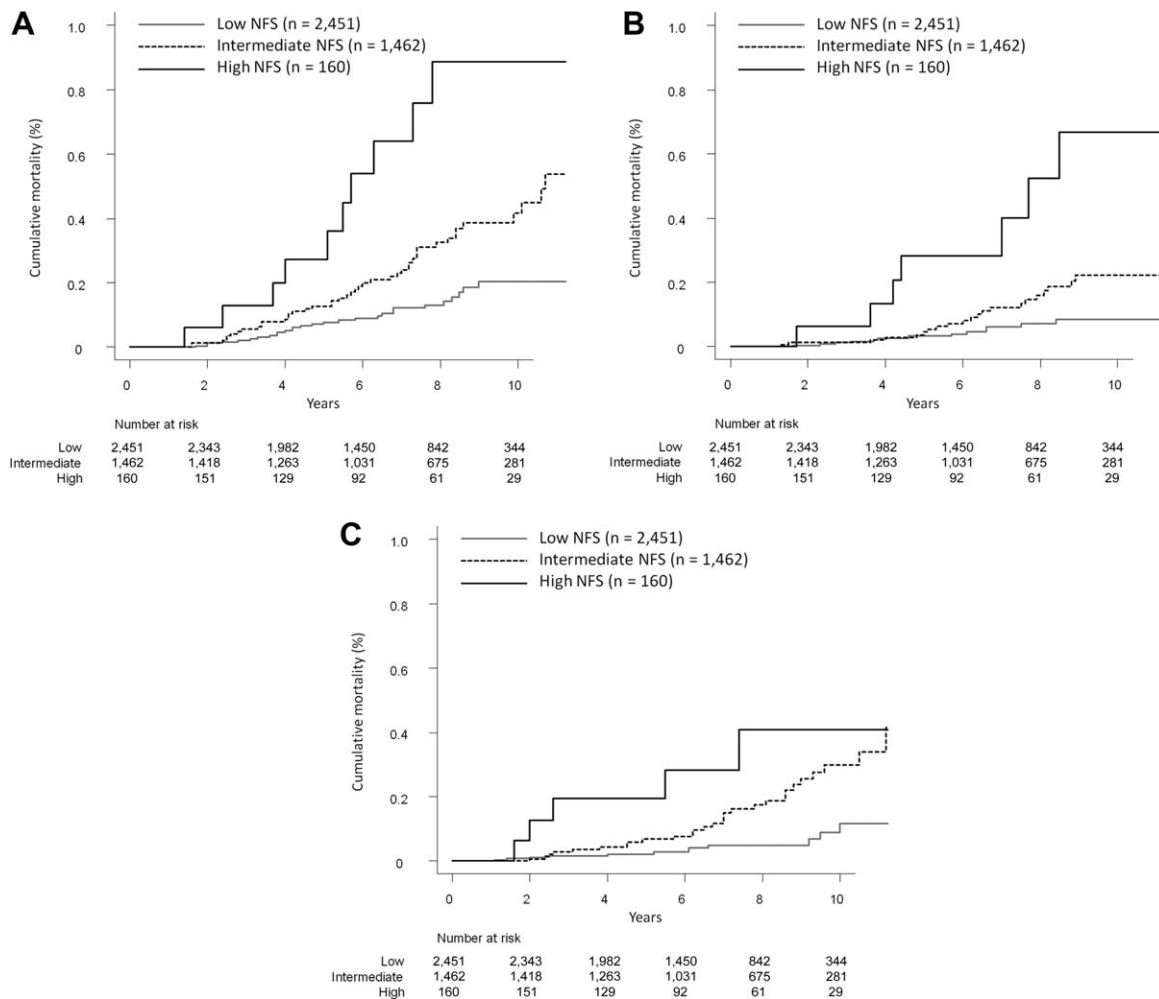 A
Low NFS (n = 2,451)
Intermediate NFS (n = 1,462)
High NFS (n = 160)
Cumulative mortality (%)
1.0
0.8
0.6
0.4
0.2
0
0 2 4 6 8 10
Years
Number at risk
Low 2,451 2,343 1,982 1,450 842 344
Intermediate 1,462 1,418 1,263 1,031 675 281
High 160 151 129 92 61 29
B
Low NFS (n = 2,451)
Intermediate NFS (n = 1,462)
High NFS (n = 160)
Cumulative mortality (%)
1.0
0.8
0.6
0.4
0.2
0
0 2 4 6 8 10
Years
Number at risk
Low 2,451 2,343 1,982 1,450 842 344
Intermediate 1,462 1,418 1,263 1,031 675 281
High 160 151 129 92 61 29
C
Low NFS (n = 2,451)
Intermediate NFS (n = 1,462)
High NFS (n = 160)
Cumulative mortality (%)
1.0
0.8
0.6
0.4
0.2
0
0 2 4 6 8 10
Years
Number at risk
Low 2,451 2,343 1,982 1,450 842 344
Intermediate 1,462 1,418 1,263 1,031 675 281
High 160 151 129 92 61 29